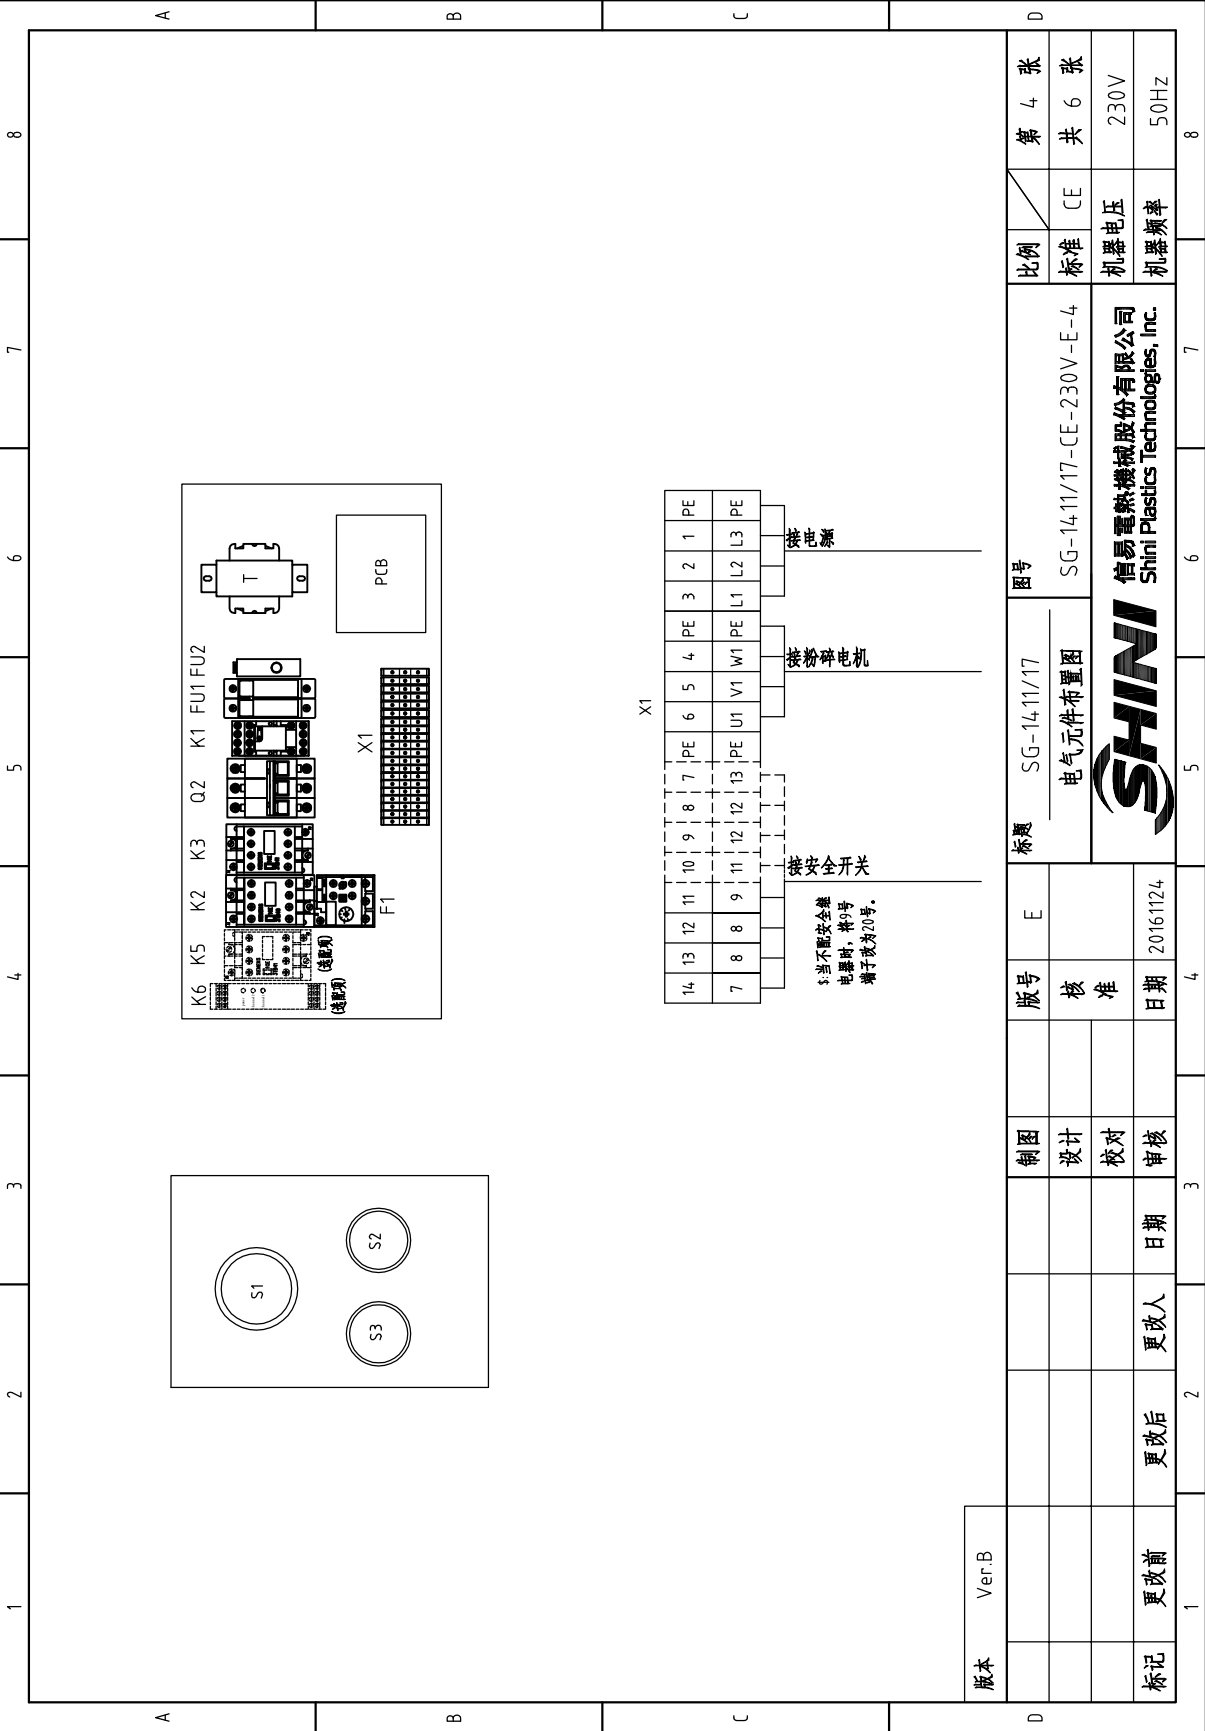 1 2 3 4 5 6 7 8
A
B
C
D
K6 K5 K2 K3 Q2 K1 FU1 FU2
T
(选配项)
(选配项)
F1
X1
PCB
S1
S3 S2
X1
14 13 12 11 10 9 8 7 PE 6 5 4 PE 3 2 1 PE
7 8 8 9 11 12 12 13 PE U1 V1 W1 PE L1 L2 L3 PE
接安全开关
接粉碎电机
接电源
$:当不配安全继
电器时，将9号
端子改为20号。
版本 Ver.B
标记 更改前 更改后 更改人 日期
制图
设计
校对
审核
版号 E
核准
日期 20161124
标题 SG-1411/17
电气元件布置图
图号
SG-1411/17-CE-230V-E-4
SHINI
信易電熱機械股份有限公司
Shini Plastics Technologies, Inc.
比例 第 4 张
标准 CE 共 6 张
机器电压 230V
机器频率 50Hz
A
B
C
D
1 2 3 4 5 6 7 8